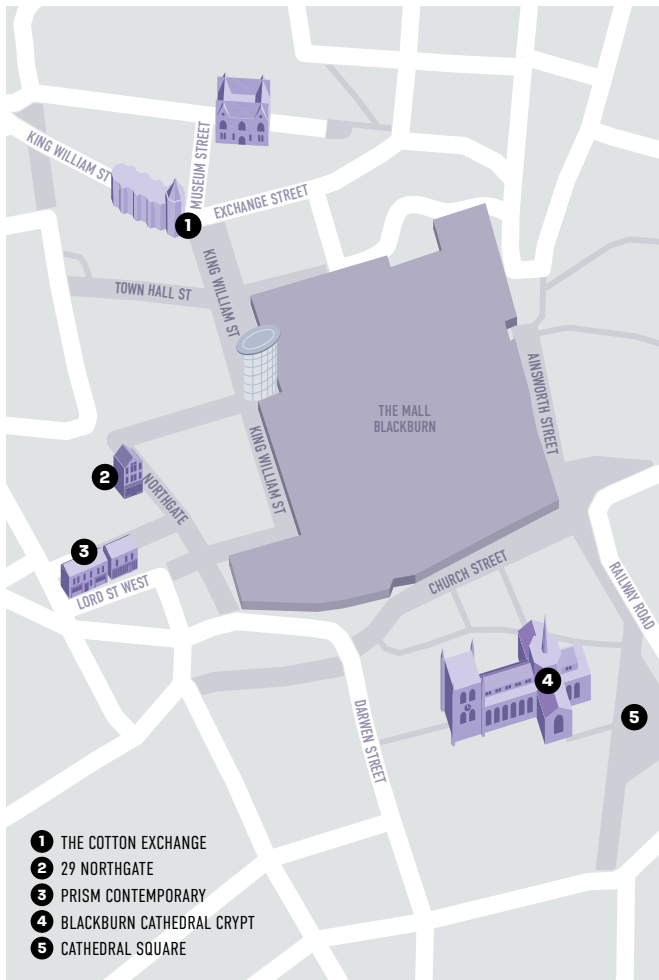 KING WILLIAM ST
MUSEUM STREET
EXCHANGE STREET
1
KING WILLIAM ST
TOWN HALL ST
THE MALL
BLACKBURN
AINSWORTH STREET
KING WILLIAM ST
2
NORTHGATE
3
LORD ST WEST
CHURCH STREET
RAILWAY ROAD
4
5
DARWEN STREET
1 THE COTTON EXCHANGE
2 29 NORTHGATE
3 PRISM CONTEMPORARY
4 BLACKBURN CATHEDRAL CRYPT
5 CATHEDRAL SQUARE